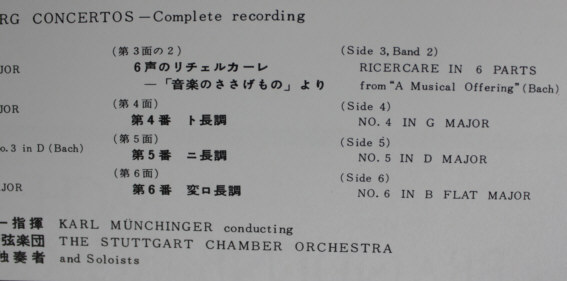 RG CONCERTOS—Complete recording
(第3面の2)
6声のリチェルカーレ
—「音楽のささげもの」より
(第4面)
第4番 ト長調
(第5面)
第5番 ニ長調
(第6面)
第6番 変ロ長調
(Side 3, Band 2)
RICERCARE IN 6 PARTS
from "A Musical Offering" (Bach)
(Side 4)
NO. 4 IN G MAJOR
(Side 5)
NO. 5 IN D MAJOR
(Side 6)
NO. 6 IN B FLAT MAJOR
JOR
JOR
o. 3 in D (Bach)
JOR
ー指揮 KARL MÜNCHINGER conducting
弦楽団 THE STUTTGART CHAMBER ORCHESTRA
独奏者 and Soloists